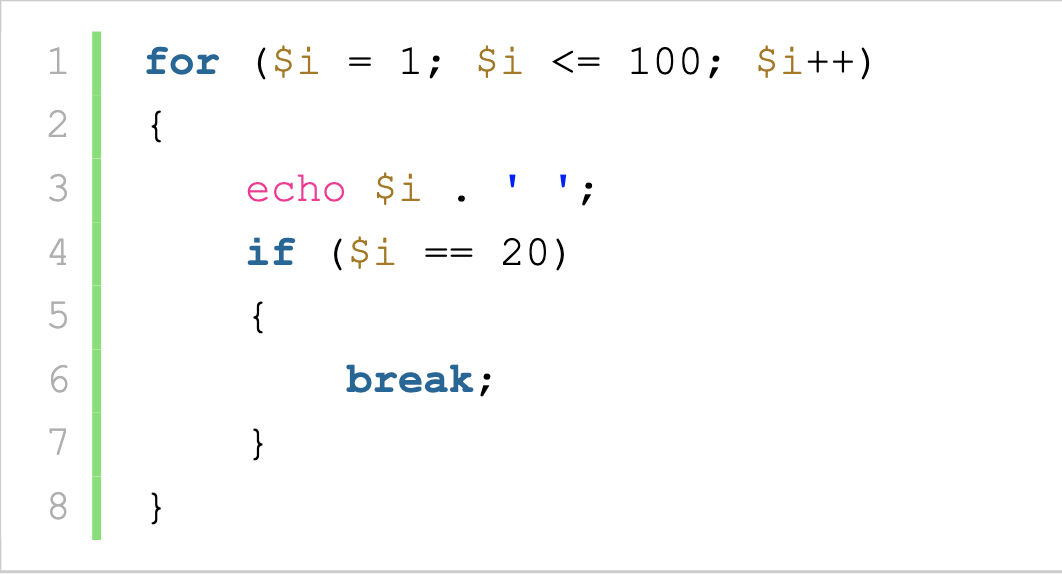 1 for ($i = 1; $i <= 100; $i++)
2 {
3     echo $i . ' ';
4     if ($i == 20)
5     {
6         break;
7     }
8 }